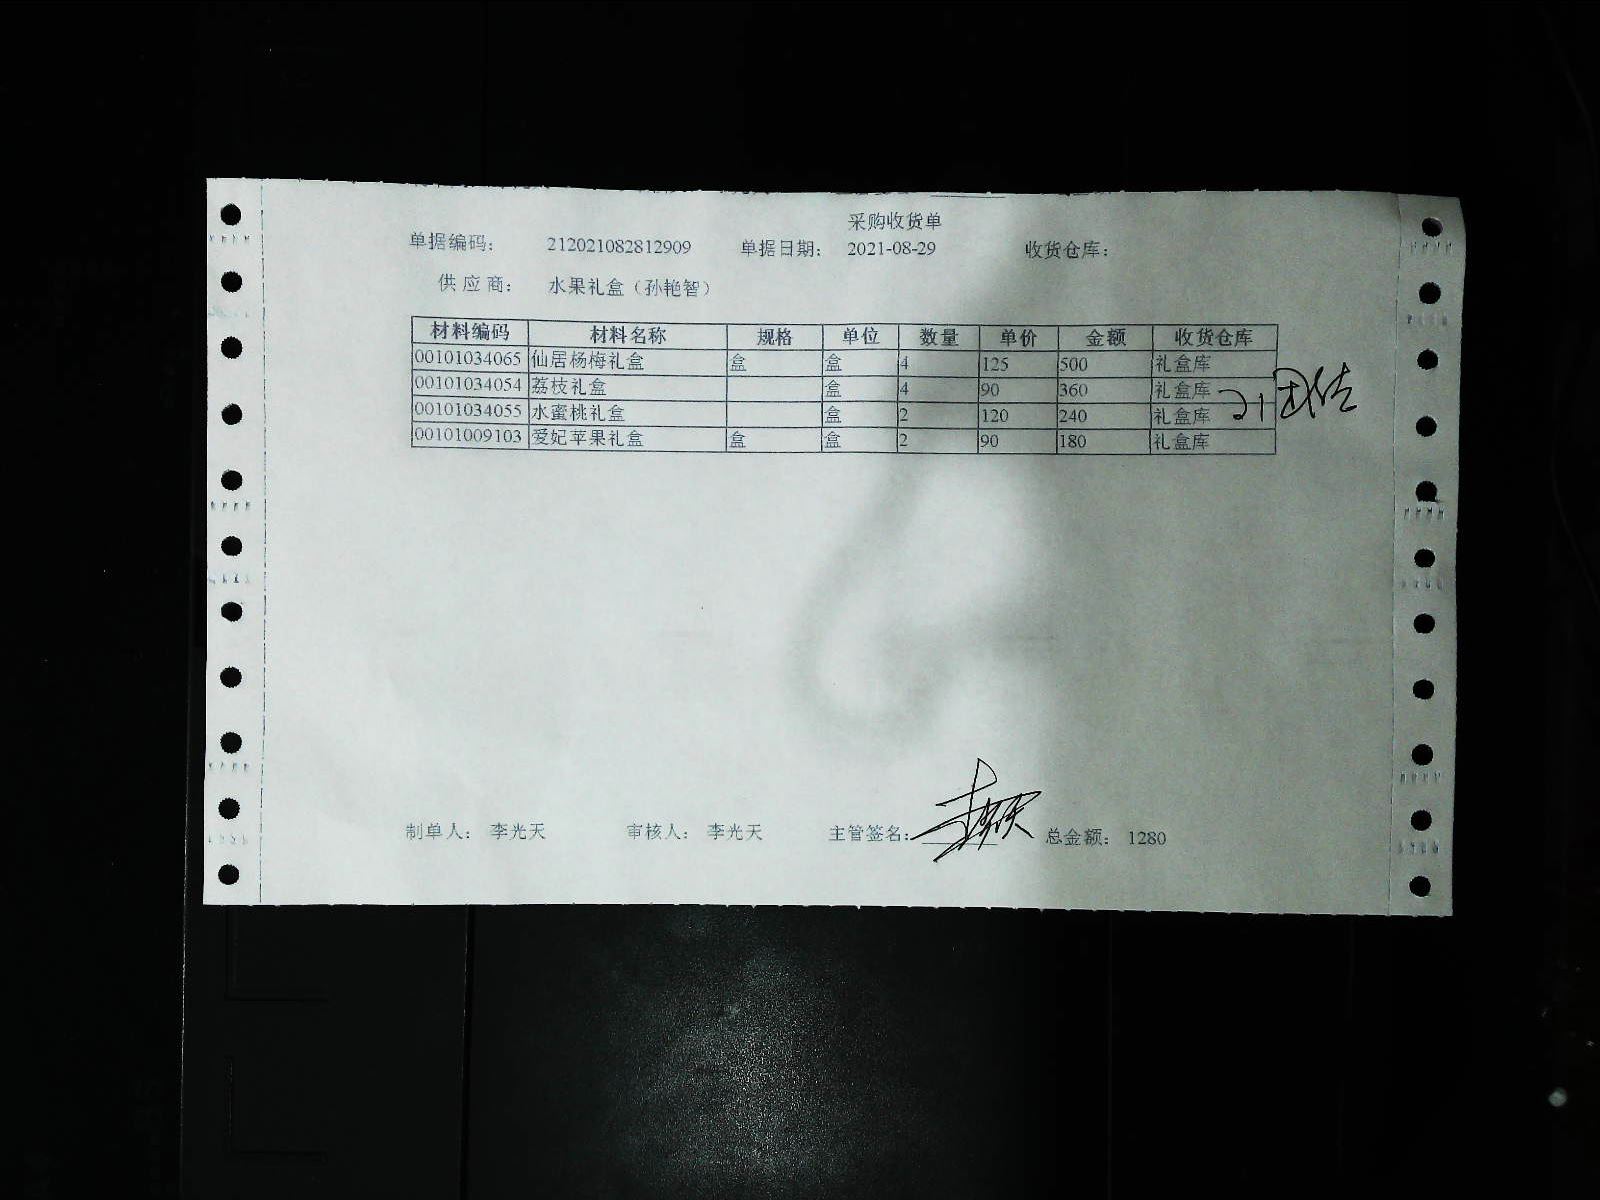 采购收货单
单据编码： 212021082812909 单据日期： 2021-08-29 收货仓库：
供应商： 水果礼盒（孙艳智）
材料编码 材料名称 规格 单位 数量 单价 金额 收货仓库
00101034065 仙居杨梅礼盒 盒 盒 4 125 500 礼盒库
00101034054 荔枝礼盒 盒 4 90 360 礼盒库
00101034055 水蜜桃礼盒 盒 2 120 240 礼盒库
00101009103 爱妃苹果礼盒 盒 盒 2 90 180 礼盒库
制单人： 李光天 审核人： 李光天 主管签名： 总金额： 1280